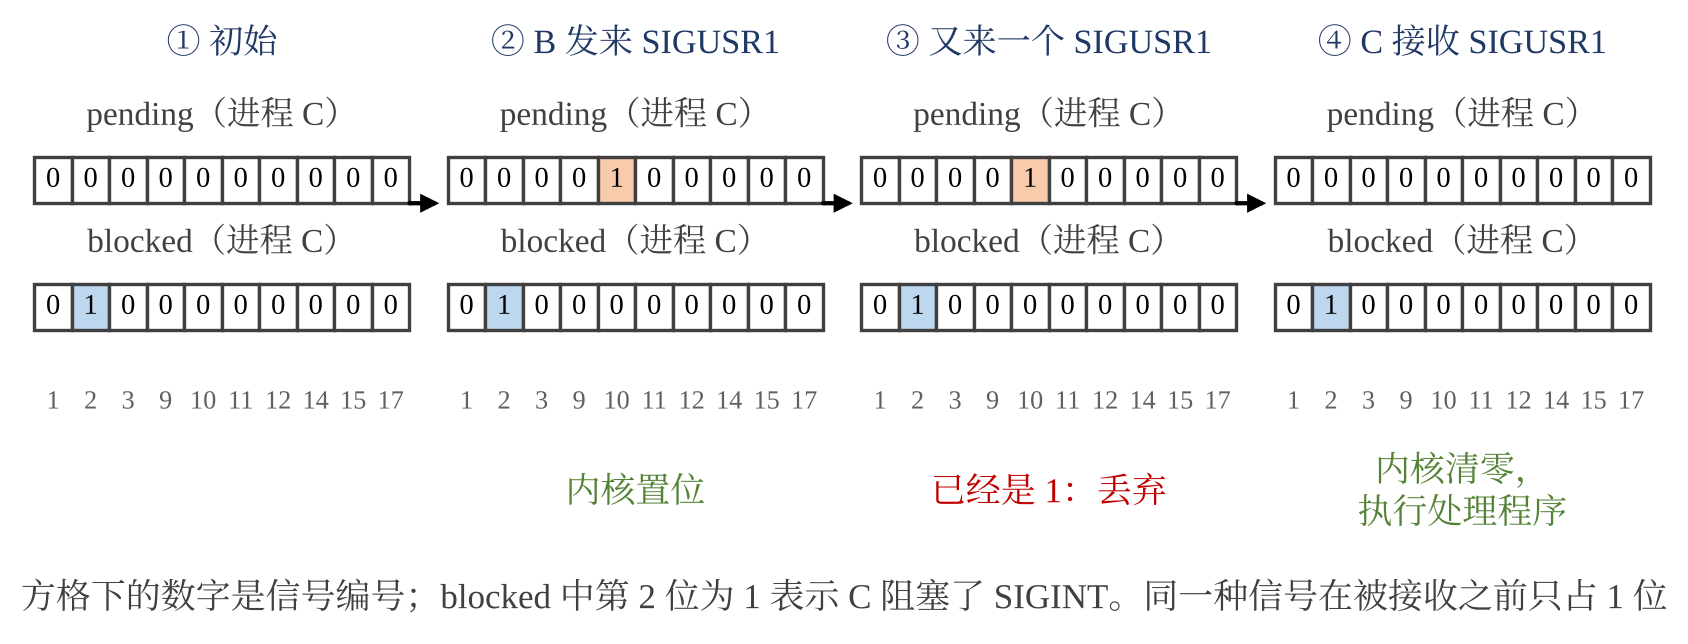 ① 初始 ② B 发来 SIGUSR1 ③ 又来一个 SIGUSR1 ④ C 接收 SIGUSR1
pending（进程 C） pending（进程 C） pending（进程 C） pending（进程 C）
0 0 0 0 0 0 0 0 0 0 0 0 0 0 1 0 0 0 0 0 0 0 0 0 1 0 0 0 0 0 0 0 0 0 0 0 0 0 0 0
blocked（进程 C） blocked（进程 C） blocked（进程 C） blocked（进程 C）
0 1 0 0 0 0 0 0 0 0 0 1 0 0 0 0 0 0 0 0 0 1 0 0 0 0 0 0 0 0 0 1 0 0 0 0 0 0 0 0
1 2 3 9 10 11 12 14 15 17 1 2 3 9 10 11 12 14 15 17 1 2 3 9 10 11 12 14 15 17 1 2 3 9 10 11 12 14 15 17
内核置位 已经是 1：丢弃 内核清零，
执行处理程序
方格下的数字是信号编号；blocked 中第 2 位为 1 表示 C 阻塞了 SIGINT。同一种信号在被接收之前只占 1 位